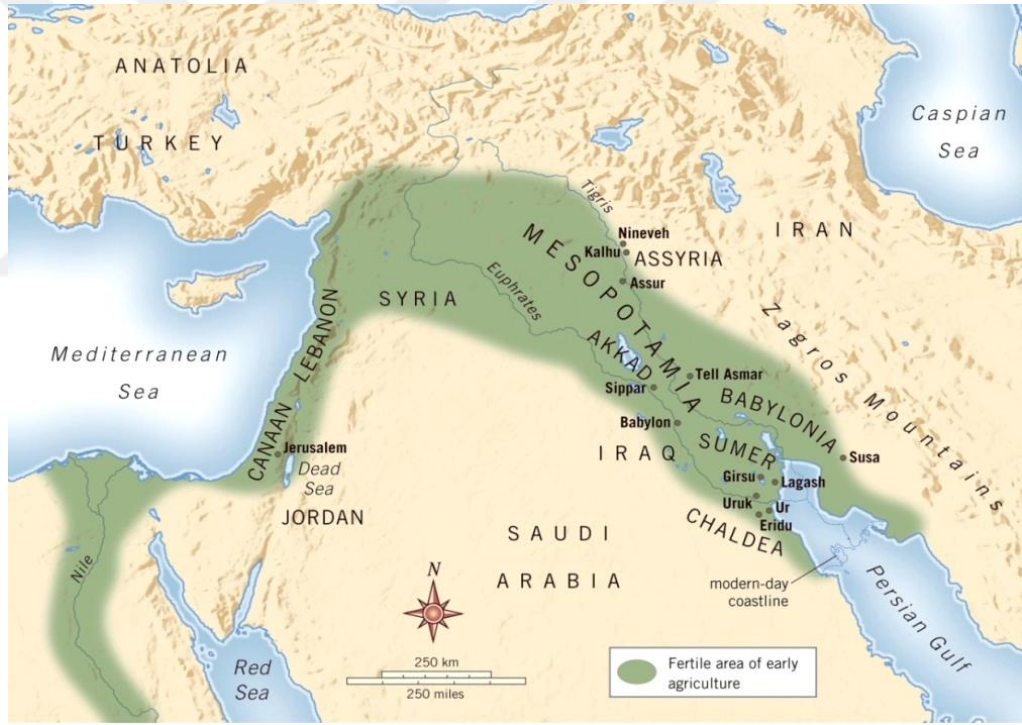 ANATOLIA
TURKEY
Caspian
Sea
Tigris
IRAN
Nineveh
Kalhu
ASSYRIA
Assur
MESOPOTAMIA
Euphrates
SYRIA
LEBANON
Zagros Mountains
Mediterranean
Sea
AKKAD
Tell Asmar
Sippar
BABYLONIA
Babylon
CANAAN
Jerusalem
Dead
Sea
JORDAN
IRAQ
SUMER
Susa
Girsu
Lagash
Uruk
Ur
Eridu
CHALDEA
SAUDI
ARABIA
Nile
modern-day
coastline
Persian Gulf
N
Red
Sea
250 km
250 miles
Fertile area of early
agriculture